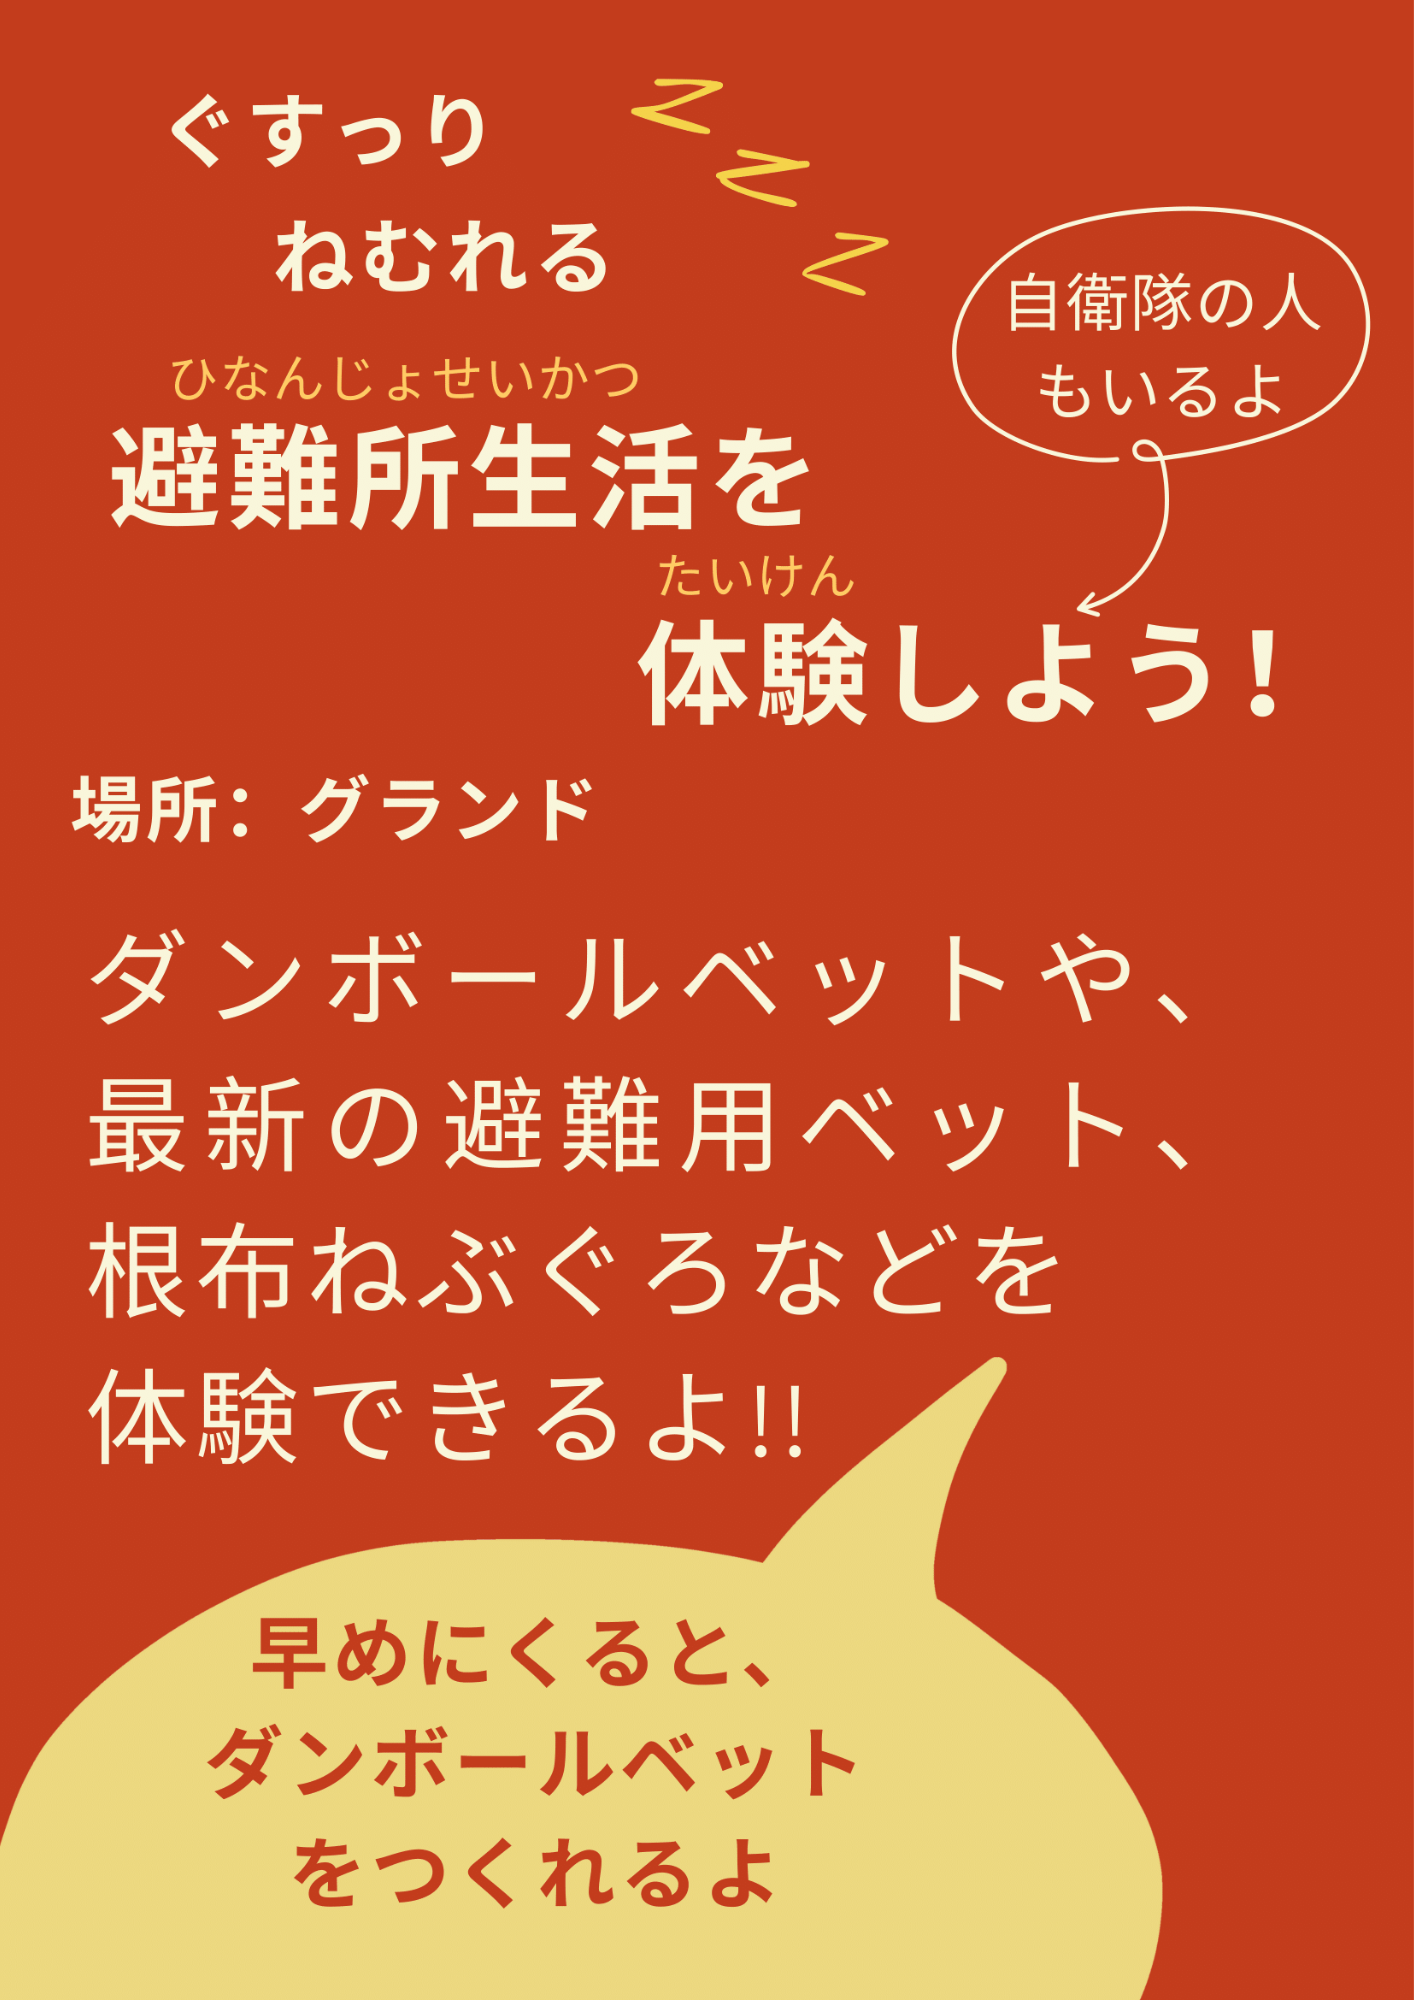 ぐすっり
ねむれる
自衛隊の人
もいるよ
ひなんじょせいかつ
避難所生活を
たいけん
体験しよう!
場所：グランド
ダンボールベットや、
最新の避難用ベット、
根布ねぶぐろなどを
体験できるよ!!
早めにくると、
ダンボールベット
をつくれるよ